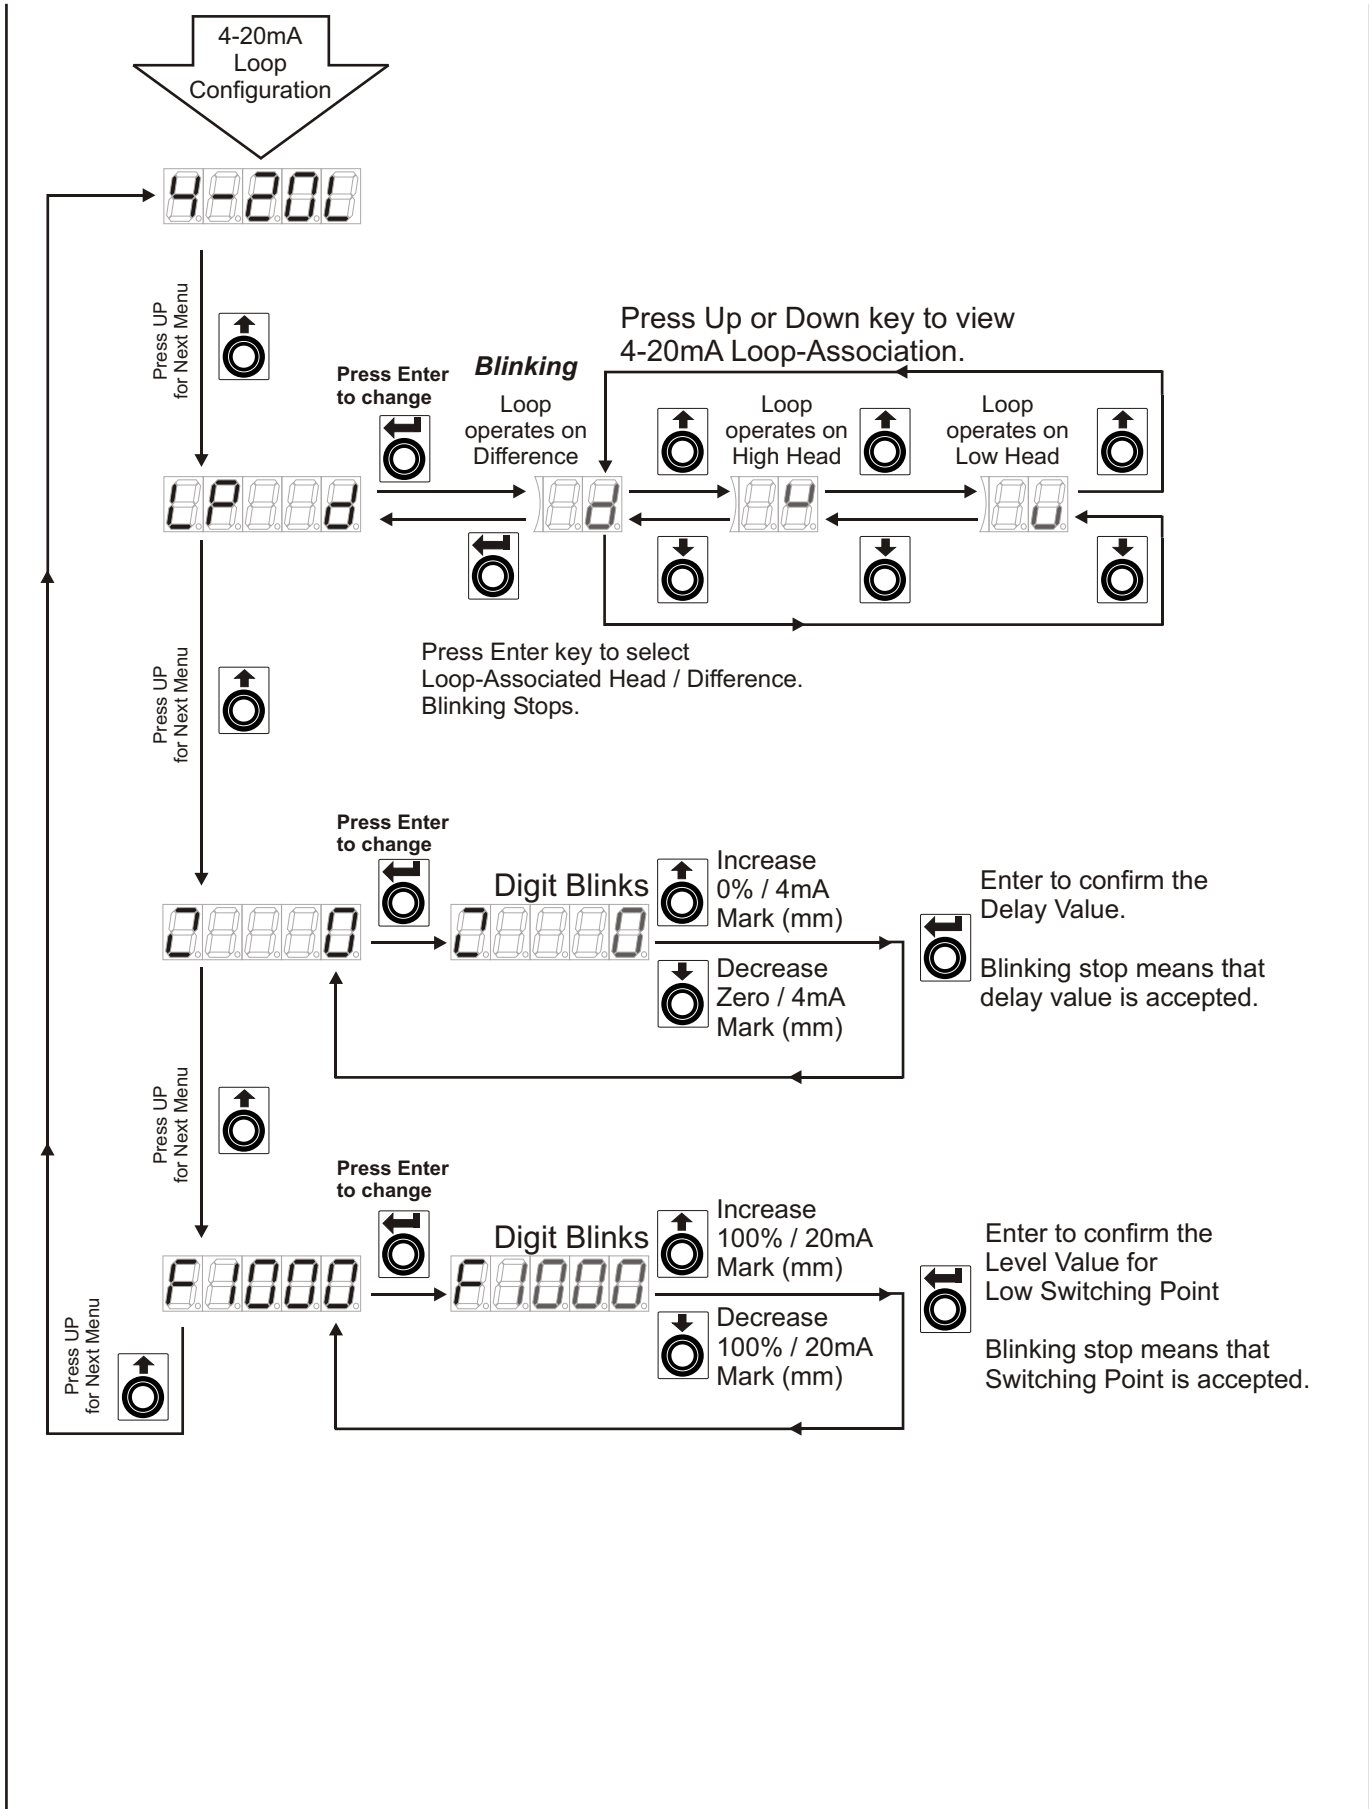 4-20mA
Loop
Configuration
4-20L
Press UP
for Next Menu
Press Up or Down key to view
4-20mA Loop-Association.
Press Enter
to change
Blinking
Loop
operates on
Difference
Loop
operates on
High Head
Loop
operates on
Low Head
LP d
d
Press Enter key to select
Loop-Associated Head / Difference.
Blinking Stops.
Press UP
for Next Menu
Press Enter
to change
Digit Blinks
0
0
Increase
0% / 4mA
Mark (mm)
Decrease
Zero / 4mA
Mark (mm)
Enter to confirm the
Delay Value.
Blinking stop means that
delay value is accepted.
Press UP
for Next Menu
Press Enter
to change
Digit Blinks
F1000
F1000
Increase
100% / 20mA
Mark (mm)
Decrease
100% / 20mA
Mark (mm)
Enter to confirm the
Level Value for
Low Switching Point
Blinking stop means that
Switching Point is accepted.
Press UP
for Next Menu